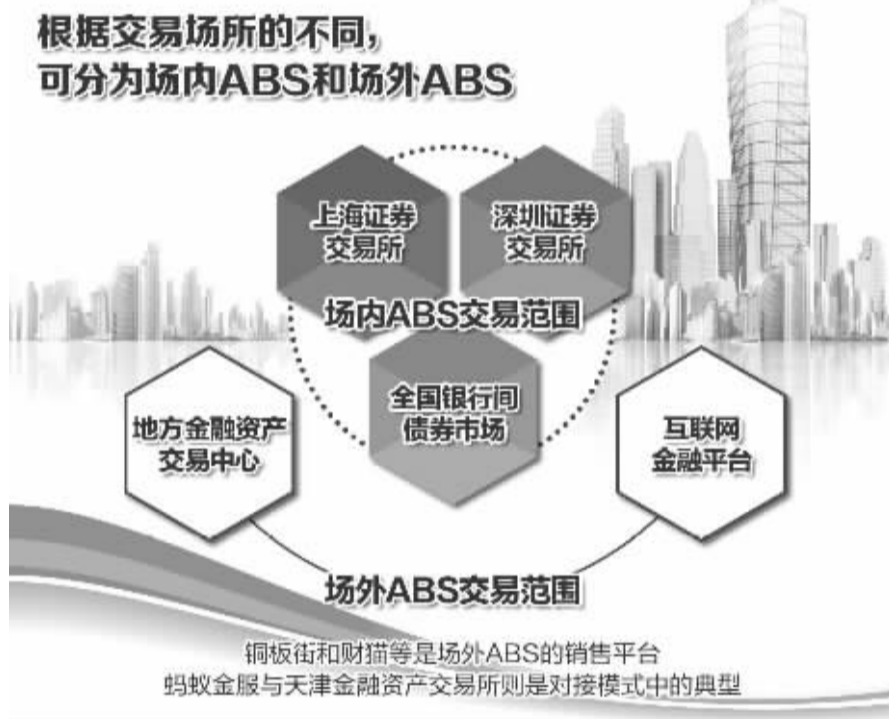 根据交易场所的不同，
可分为场内ABS和场外ABS
上海证券
交易所
深圳证券
交易所
场内ABS交易范围
全国银行间
债券市场
地方金融资产
交易中心
互联网
金融平台
场外ABS交易范围
铜板街和财猫等是场外ABS的销售平台
蚂蚁金服与天津金融资产交易所则是对接模式中的典型